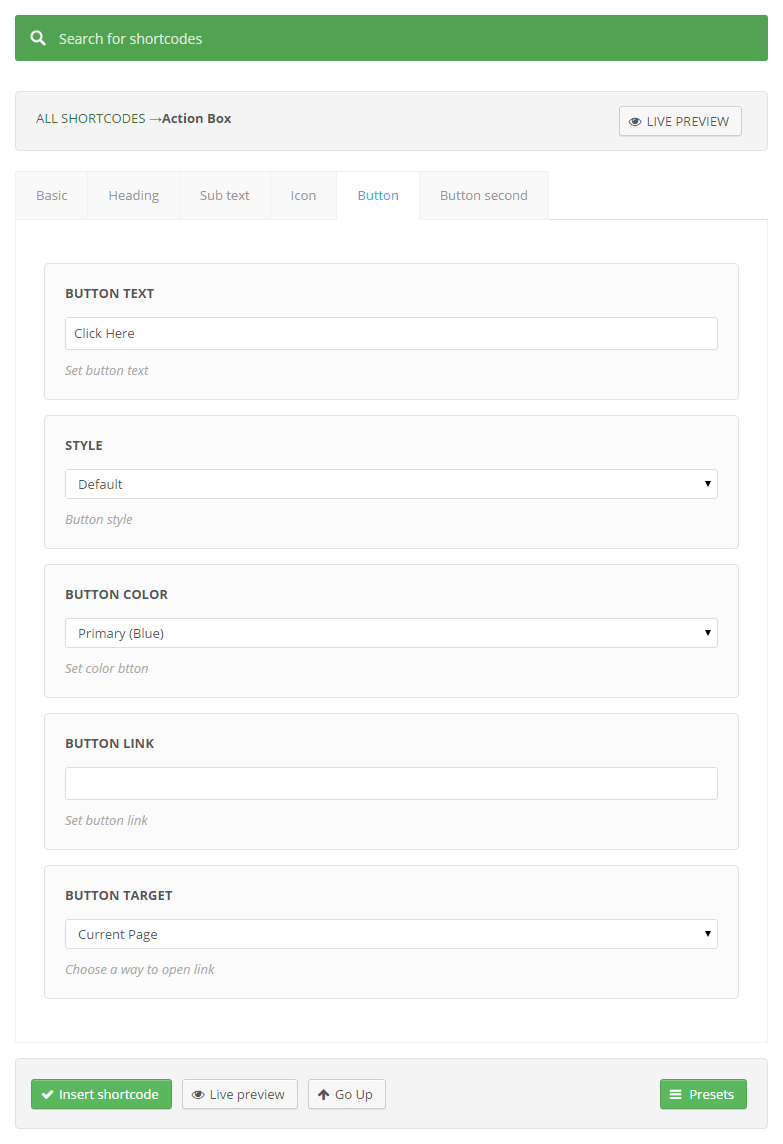 Search for shortcodes
ALL SHORTCODES →Action Box
LIVE PREVIEW
Basic Heading Sub text Icon Button Button second
BUTTON TEXT
Click Here
Set button text
STYLE
Default
Button style
BUTTON COLOR
Primary (Blue)
Set color btton
BUTTON LINK
Set button link
BUTTON TARGET
Current Page
Choose a way to open link
Insert shortcode Live preview Go Up Presets